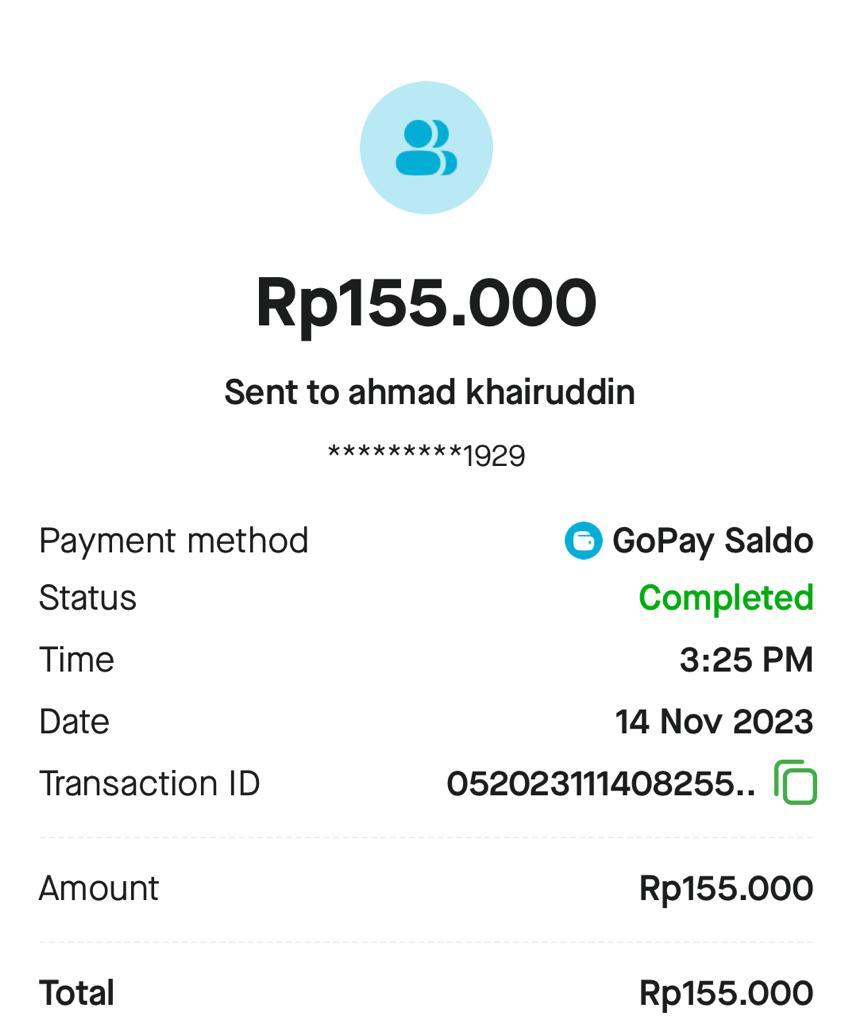 Rp155.000
Sent to ahmad khairuddin
*********1929
Payment method GoPay Saldo
Status Completed
Time 3:25 PM
Date 14 Nov 2023
Transaction ID 052023111408255..
Amount Rp155.000
Total Rp155.000